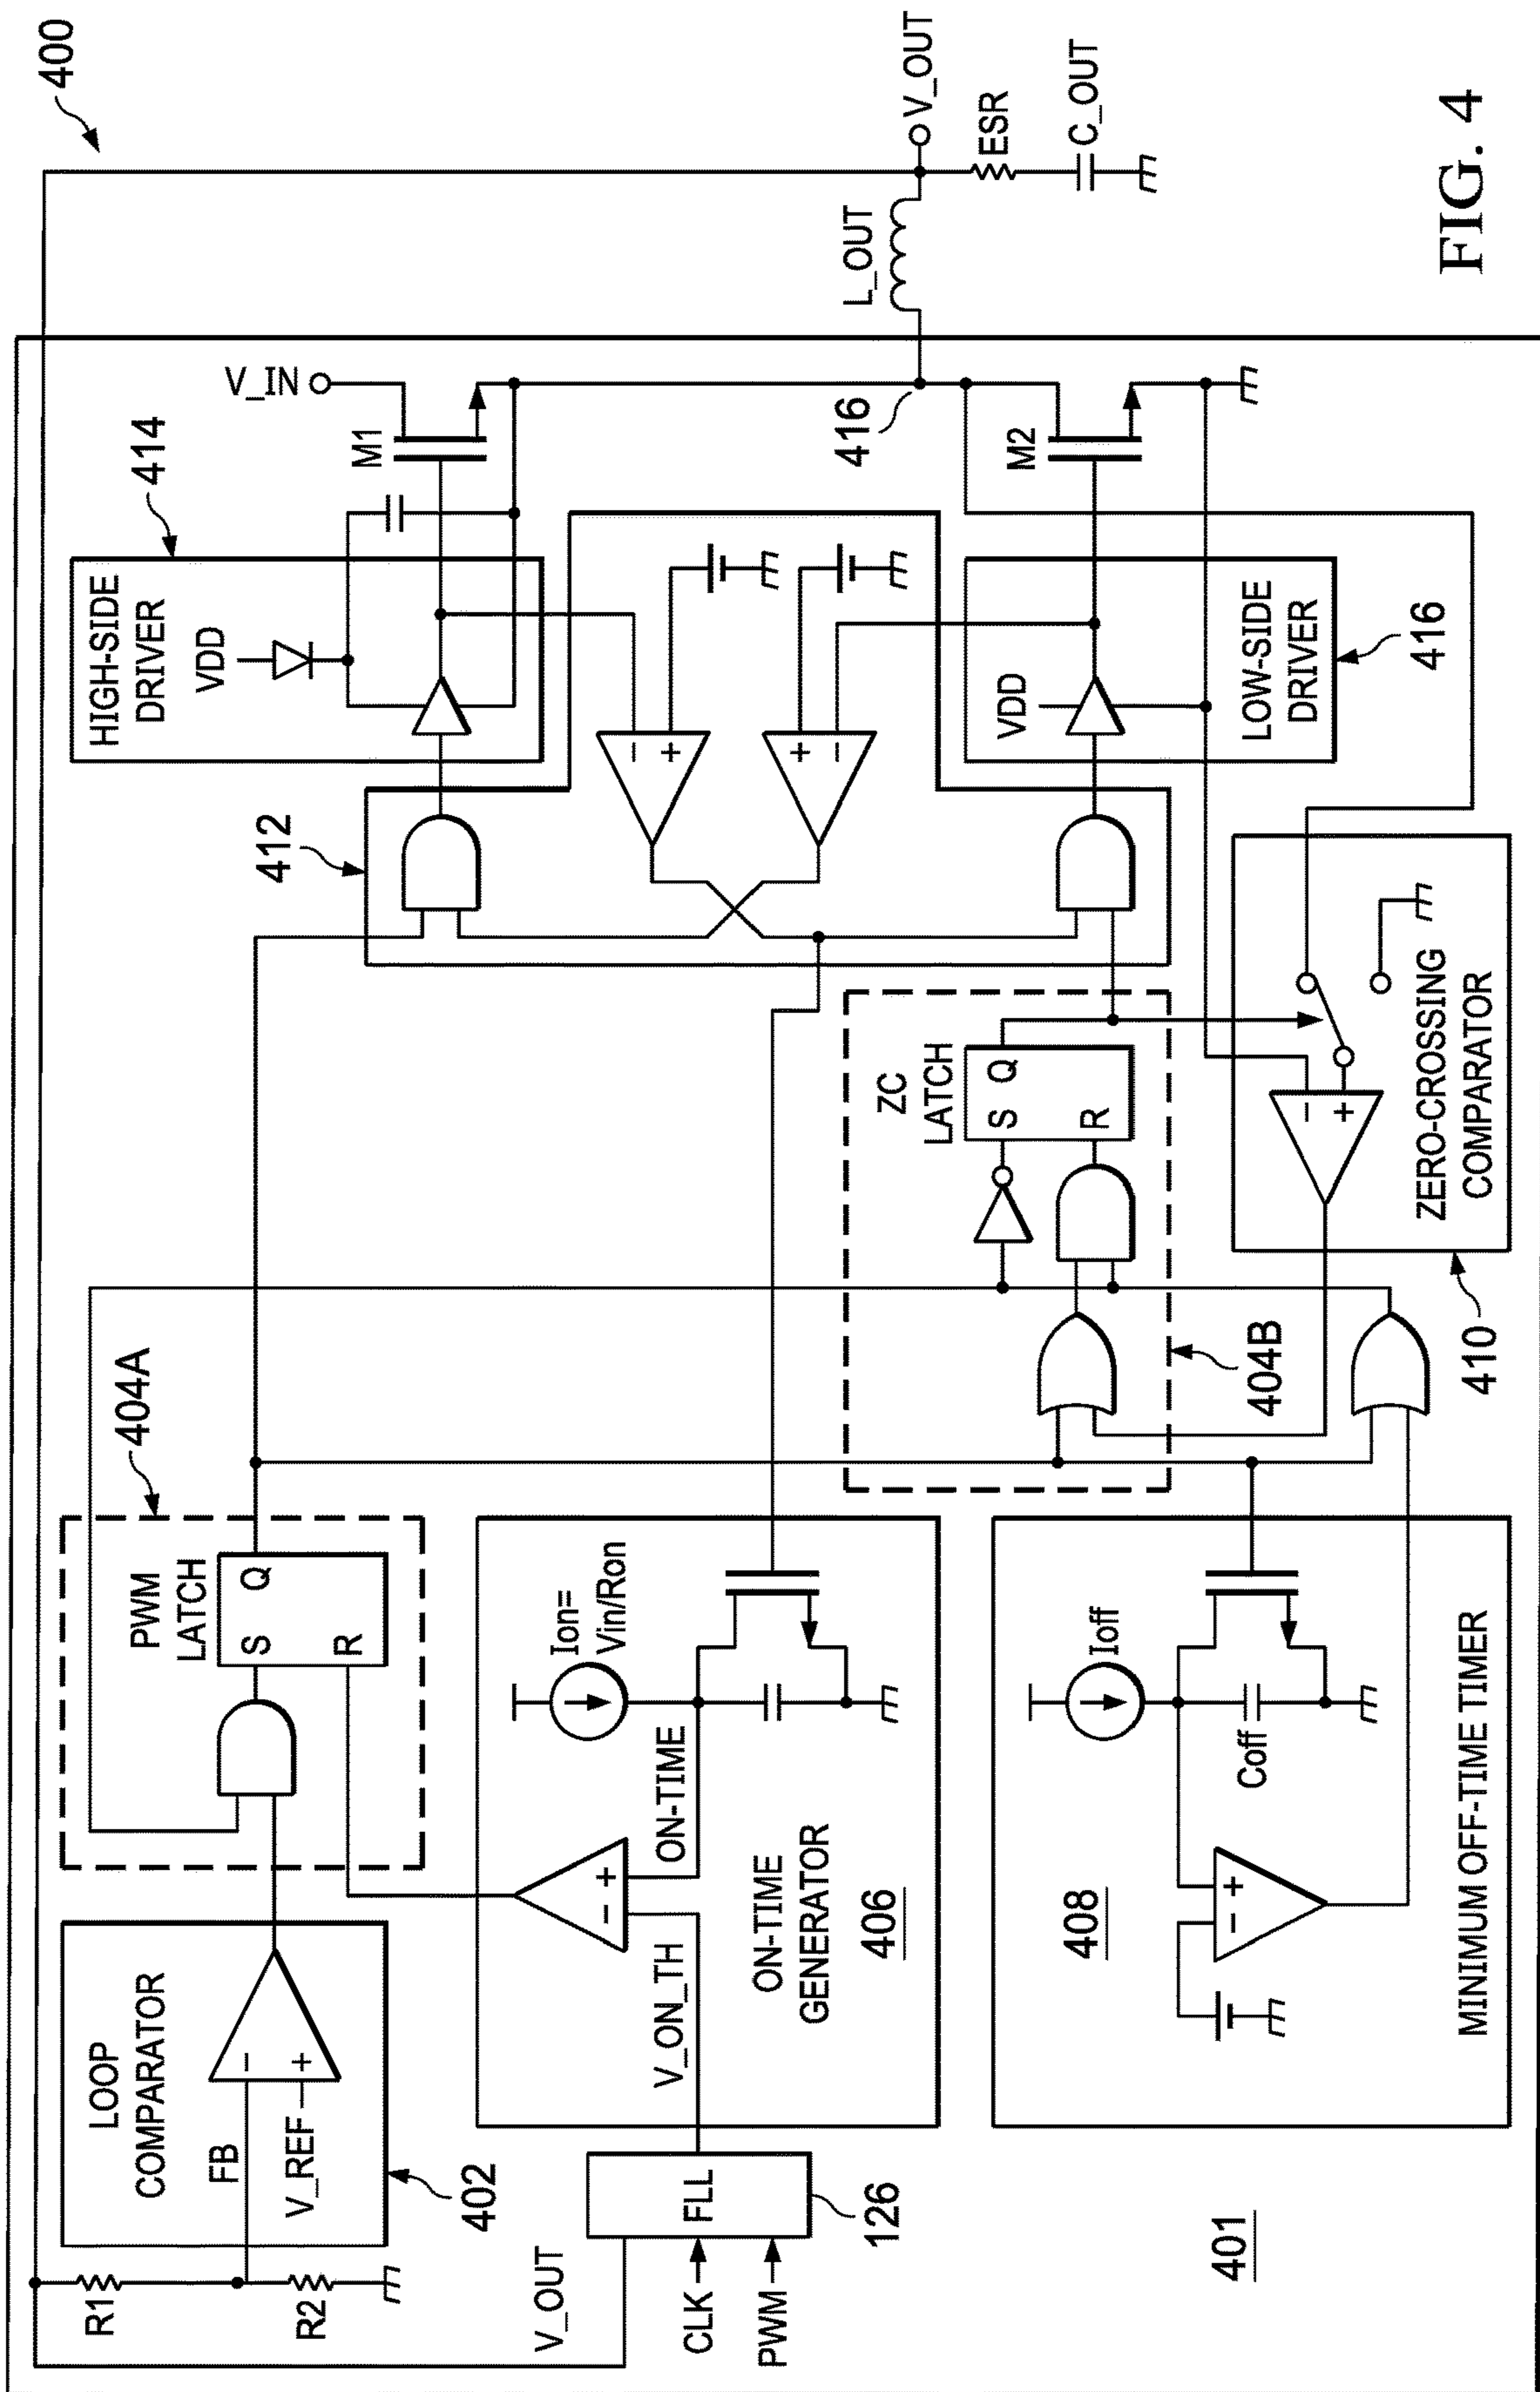 400
HIGH-SIDE
DRIVER
VDD
414
V_IN
M1
412
416
L_OUT
V_OUT
ESR
C_OUT
M2
VDD
LOW-SIDE
DRIVER
416
404A
PWM
LATCH
S
Q
R
LOOP
COMPARATOR
FB
V_REF
-
+
402
R1
R2
V_OUT
CLK
PWM
FLL
126
V_ON_TH
ON-TIME
Ion=
Vin/Ron
-
+
ON-TIME
GENERATOR
406
ZC
LATCH
S
Q
R
404B
-
+
+
-
-
+
ZERO-CROSSING
COMPARATOR
410
408
Ioff
Coff
-
+
MINIMUM OFF-TIME TIMER
401
FIG. 4